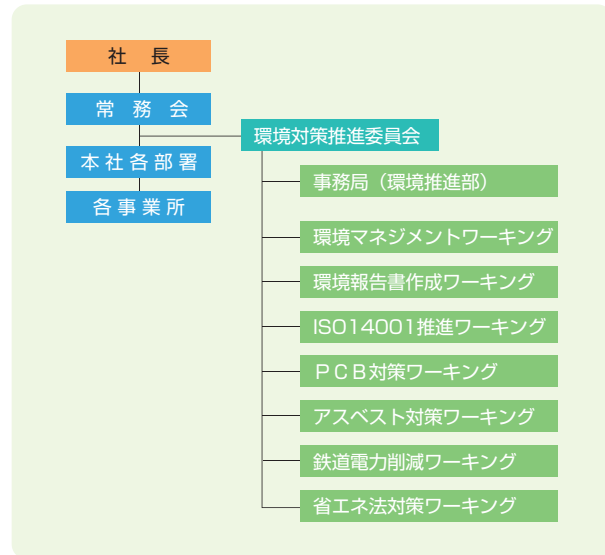 社長
常務会
環境対策推進委員会
本社各部署
事務局（環境推進部）
各事業所
環境マネジメントワーキング
環境報告書作成ワーキング
ISO14001推進ワーキング
ＰＣＢ対策ワーキング
アスベスト対策ワーキング
鉄道電力削減ワーキング
省エネ法対策ワーキング